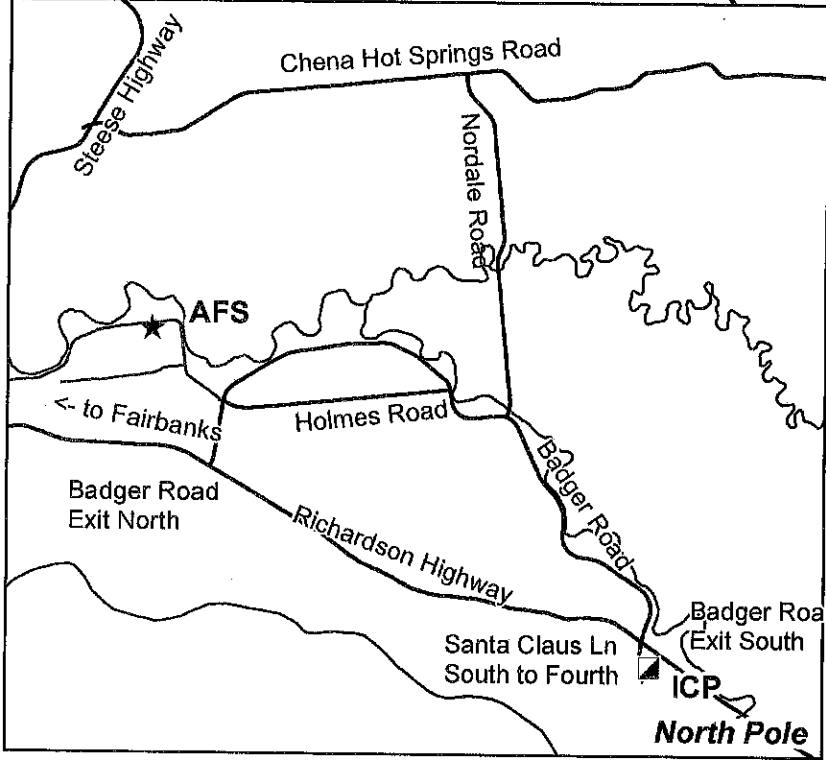 Chena Hot Springs Road
Steese Highway
Nordale Road
AFS
<- to Fairbanks
Holmes Road
Badger Road
Exit North
Richardson Highway
Badger Road
Badger Roa
Exit South
Santa Claus Ln
South to Fourth
ICP
North Pole